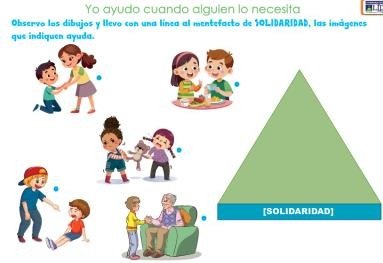 Yo ayudo cuando alguien lo necesita
Observo los dibujos y llevo con una línea al mentefacto de SOLIDARIDAD, las imágenes
que indiquen ayuda.
[SOLIDARIDAD]